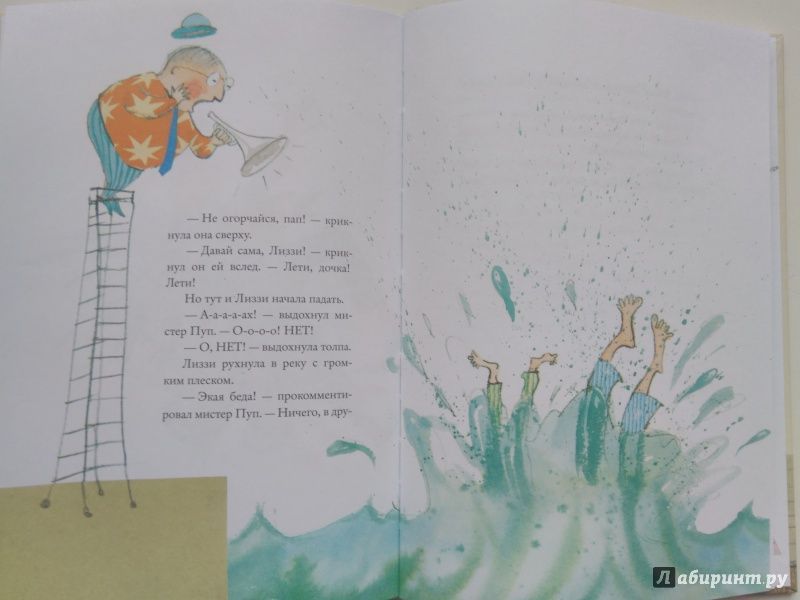 — Не огорчайся, пап! — крик-
нула она сверху.
— Давай сама, Лиззи! — крик-
нул он ей вслед. — Лети, дочка!
Лети!
Но тут и Лиззи начала падать.
— А-а-а-а-ах! — выдохнул ми-
стер Пуп. — О-о-о-о! НЕТ!
— О, НЕТ! — выдохнула толпа.
Лиззи рухнула в реку с гром-
ким плеском.
— Экая беда! — прокомменти-
ровал мистер Пуп. — Ничего, в дру-
Лабиринт.ру